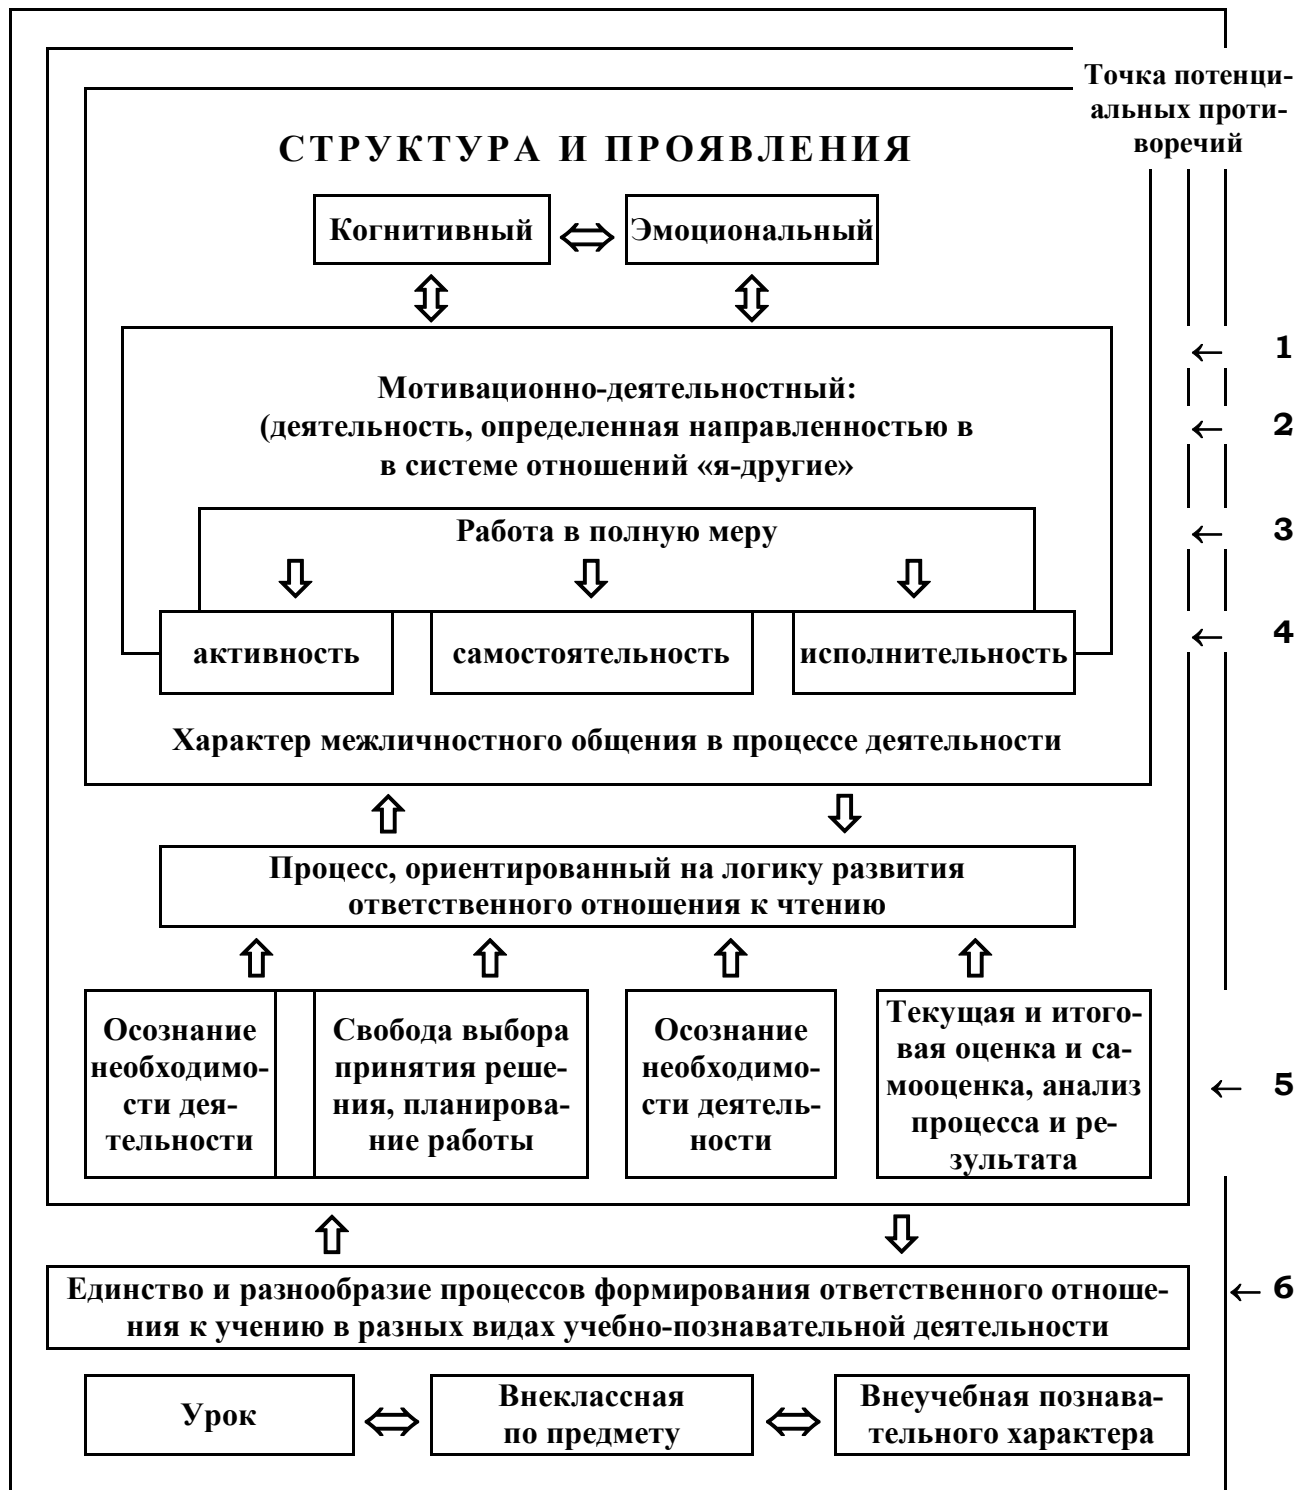 Точка потенци-
альных проти-
воречий
СТРУКТУРА И ПРОЯВЛЕНИЯ
Когнитивный
Эмоциональный
1
Мотивационно-деятельностный:
(деятельность, определенная направленностью в
2
в системе отношений «я-другие»
Работа в полную меру
3
активность
самостоятельность
исполнительность
4
Характер межличностного общения в процессе деятельности
Процесс, ориентированный на логику развития
ответственного отношения к чтению
Осознание
необходимо-
сти дея-
тельности
Свобода выбора
принятия реше-
ния, планирова-
ние работы
Осознание
необходимо-
сти деятель-
ности
Текущая и итого-
вая оценка и са-
мооценка, анализ
процесса и ре-
зультата
5
Единство и разнообразие процессов формирования ответственного отноше-
ния к учению в разных видах учебно-познавательной деятельности
6
Урок
Внеклассная
по предмету
Внеучебная познава-
тельного характера